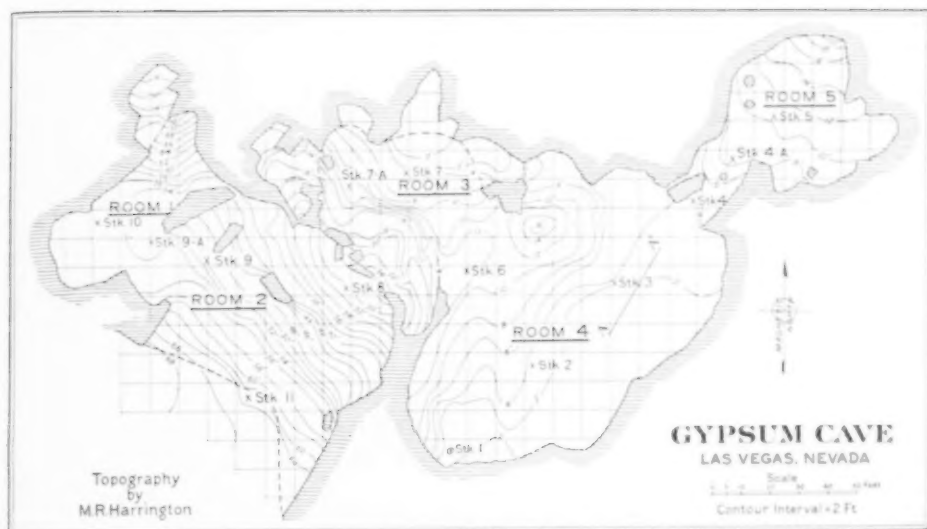 ROOM 5
Stk. 5
Stk 4 A
Stk. 7-A
Stk. 7
ROOM 3
Stk 4
ROOM 1
Stk. 10
Stk. 9-A
Stk. 9
Stk. 8
Stk. 6
Stk. 3
ROOM 2
ROOM 4
Stk. 2
Stk. 11
Stk. 1
GYPSUM CAVE
LAS VEGAS, NEVADA
Scale
Contour Interval = 2 Ft
Topography
by
M.R. Harrington